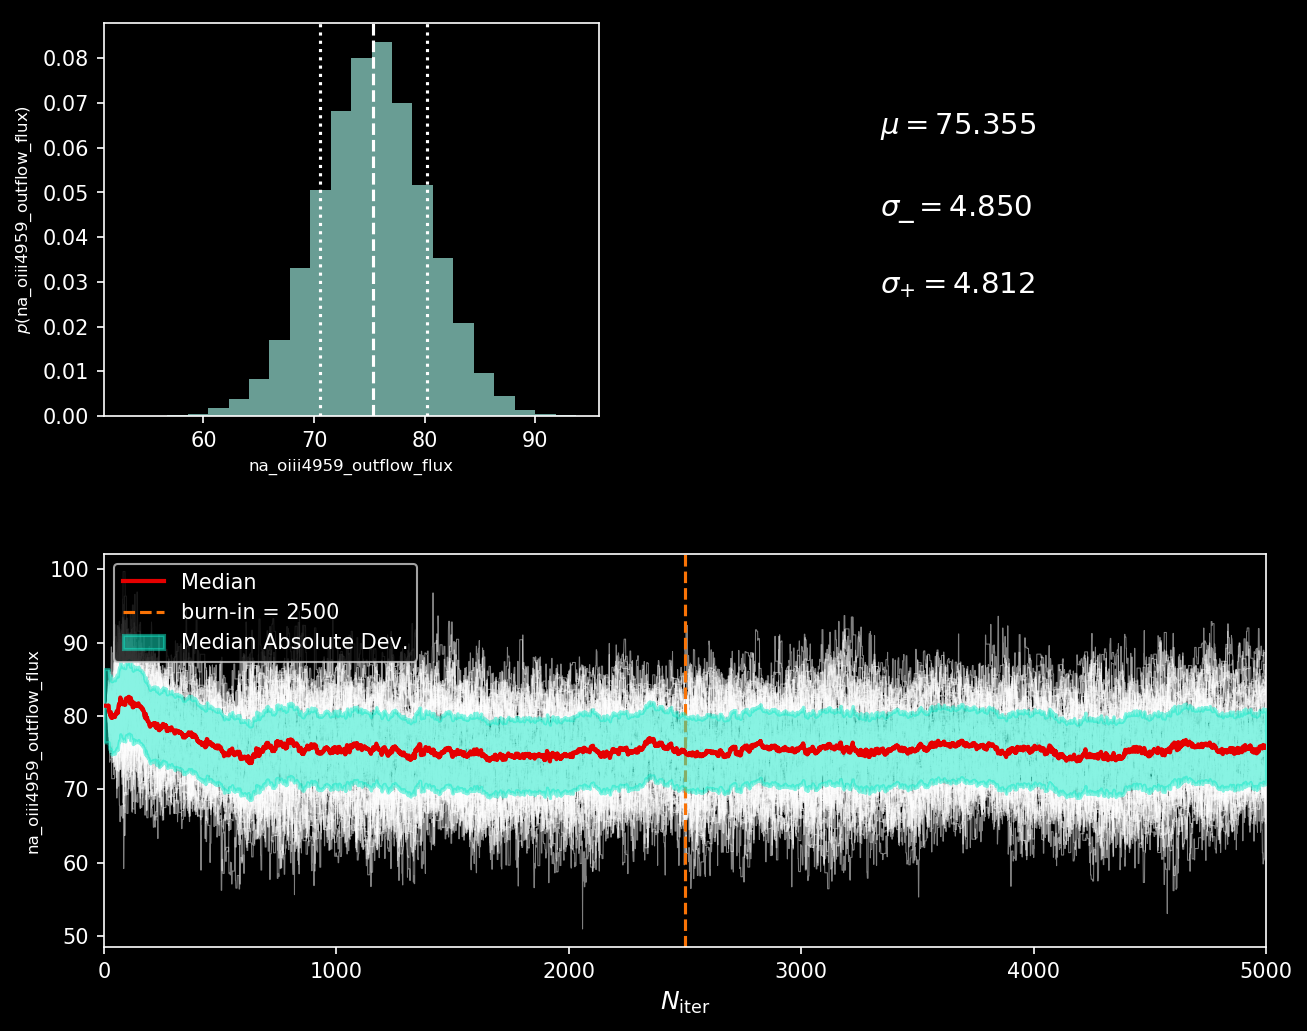 0.08
0.07
0.06
0.05
0.04
0.03
0.02
0.01
0.00
p(na_oiii4959_outflow_flux)
60 70 80 90
na_oiii4959_outflow_flux
μ = 75.355
σ₋ = 4.850
σ₊ = 4.812
100
90
80
70
60
50
na_oiii4959_outflow_flux
Median
burn-in = 2500
Median Absolute Dev.
0 1000 2000 3000 4000 5000
N_iter